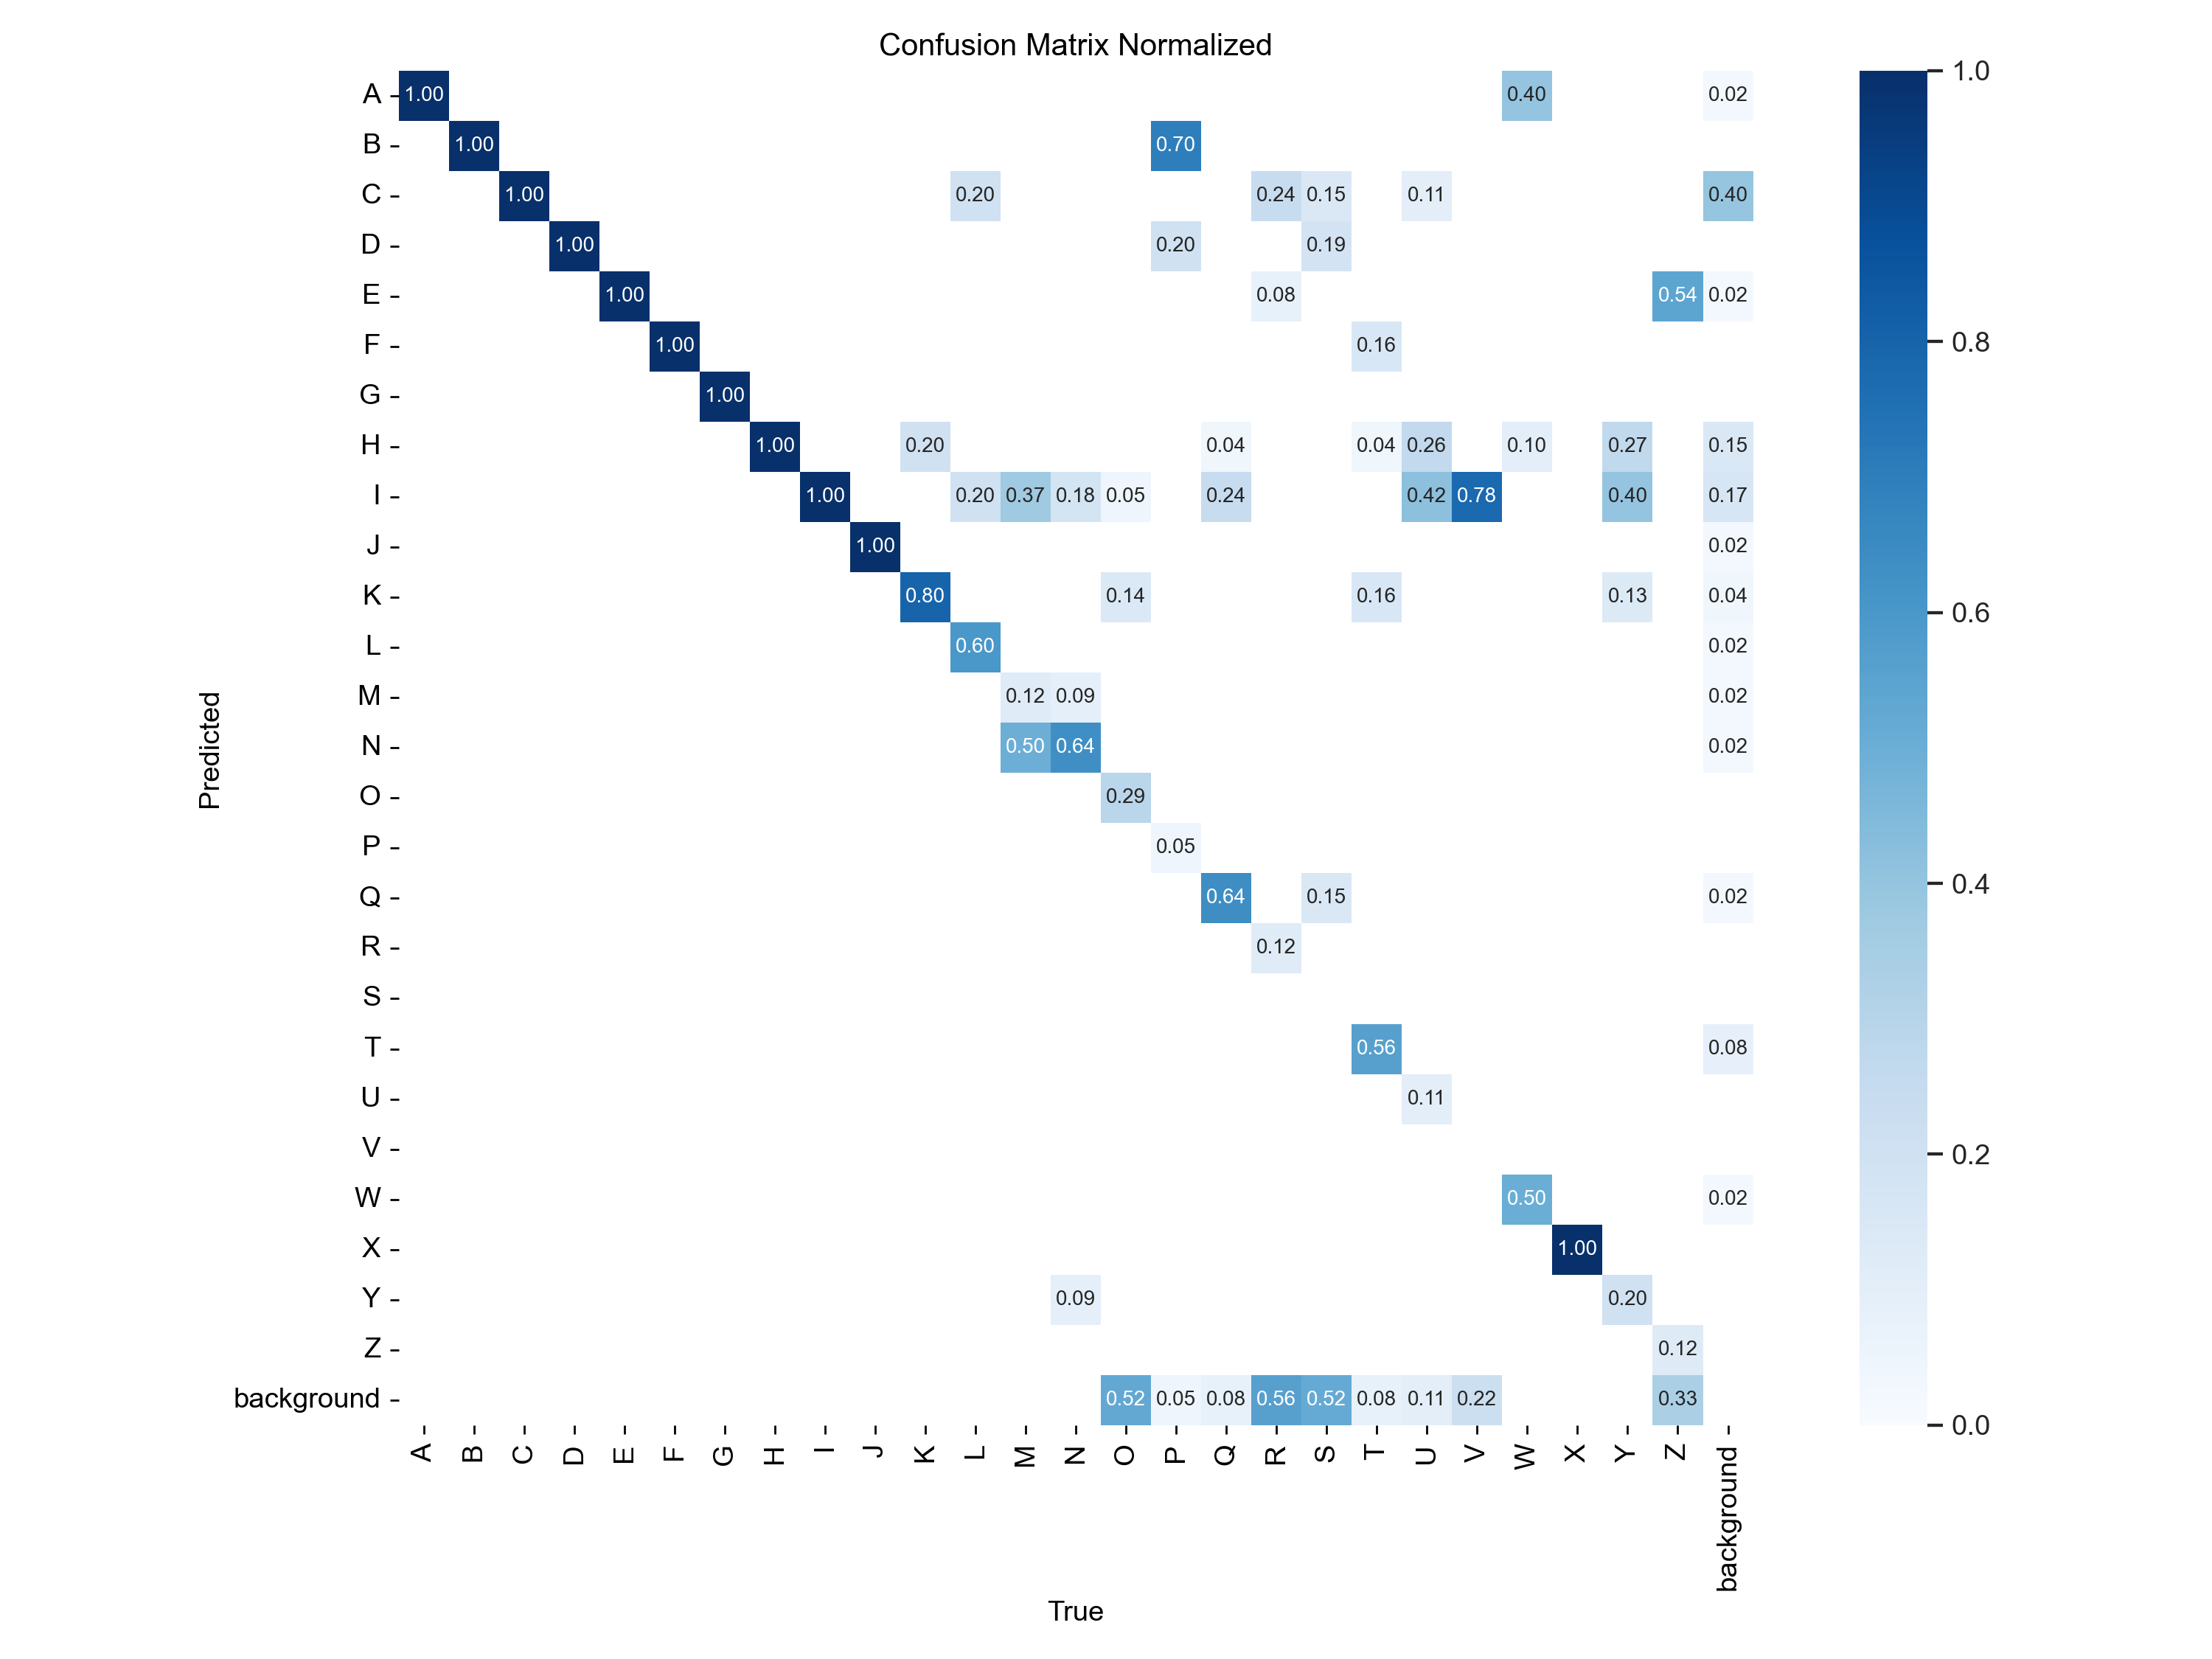 Confusion Matrix Normalized
A 1.00 0.40 0.02 1.0
B 1.00 0.70
C 1.00 0.20 0.24 0.15 0.11 0.40
D 1.00 0.20 0.19
E 1.00 0.08 0.54 0.02
F 1.00 0.16 0.8
G 1.00
H 1.00 0.20 0.04 0.04 0.26 0.10 0.27 0.15
I 1.00 0.20 0.37 0.18 0.05 0.24 0.42 0.78 0.40 0.17
J 1.00 0.02
K 0.80 0.14 0.16 0.13 0.04
0.6
L 0.60 0.02
M 0.12 0.09 0.02
N 0.50 0.64 0.02
Predicted
O 0.29
P 0.05
Q 0.64 0.15 0.02
0.4
R 0.12
S
T 0.56 0.08
U 0.11
V
0.2
W 0.50 0.02
X 1.00
Y 0.09 0.20
Z 0.12
background 0.52 0.05 0.08 0.56 0.52 0.08 0.11 0.22 0.33
0.0
A B C D E F G H I J K L M N O P Q R S T U V W X Y Z background
True